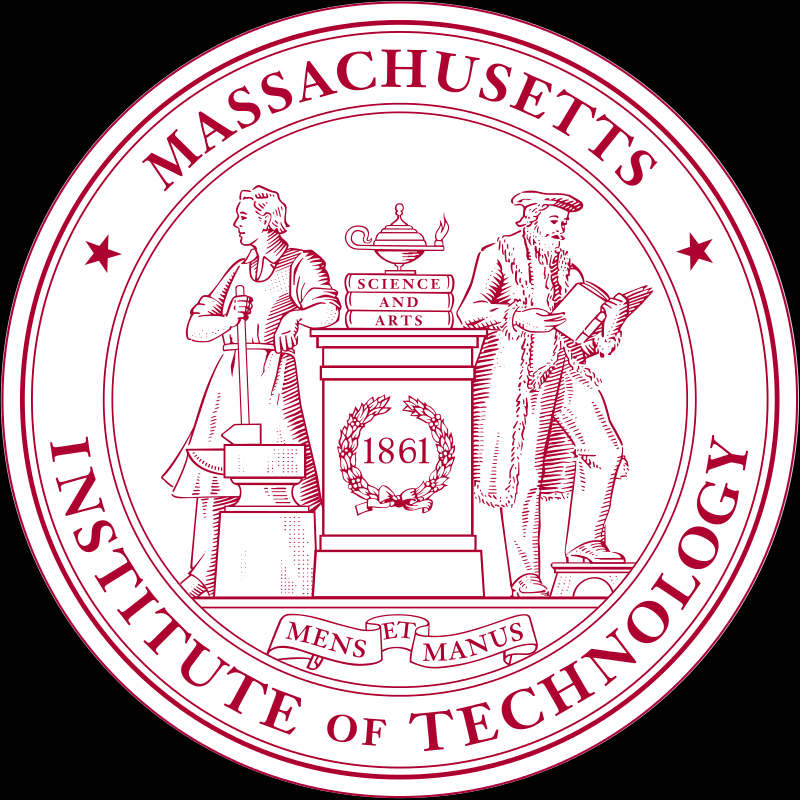 MASSACHUSETTS
SCIENCE
AND
ARTS
1861
MENS ET MANUS
INSTITUTE OF TECHNOLOGY